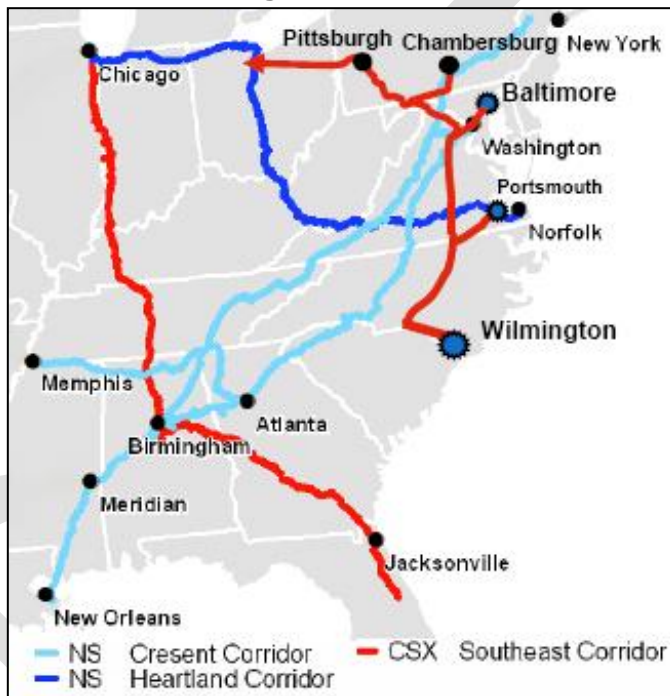 Pittsburgh
Chambersburg
New York
Chicago
Baltimore
Washington
Portsmouth
Norfolk
Wilmington
Memphis
Atlanta
Birmingham
Meridian
Jacksonville
New Orleans
NS Cresent Corridor
CSX Southeast Corridor
NS Heartland Corridor